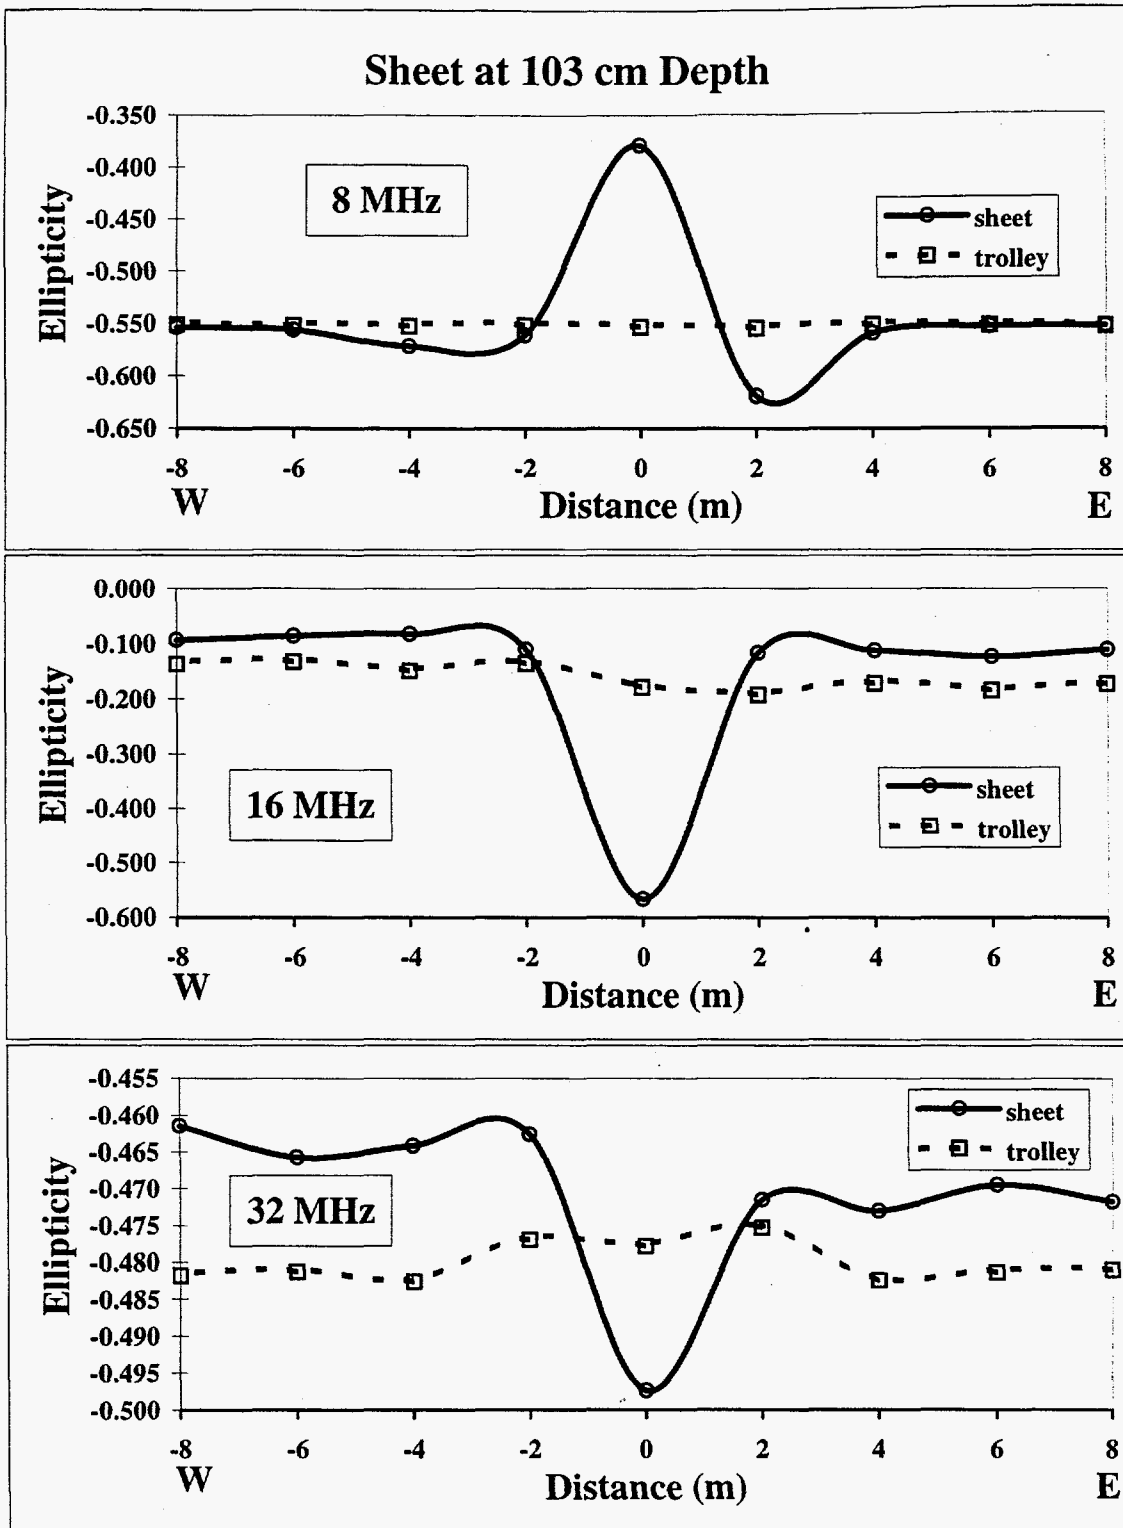 Sheet at 103 cm Depth
-0.350
-0.400
-0.450
-0.500
-0.550
-0.600
-0.650
Ellipticity
8 MHz
sheet
trolley
-8 -6 -4 -2 0 2 4 6 8
W Distance (m) E
0.000
-0.100
-0.200
-0.300
-0.400
-0.500
-0.600
Ellipticity
16 MHz
sheet
trolley
-8 -6 -4 -2 0 2 4 6 8
W Distance (m) E
-0.455
-0.460
-0.465
-0.470
-0.475
-0.480
-0.485
-0.490
-0.495
-0.500
Ellipticity
32 MHz
sheet
trolley
-8 -6 -4 -2 0 2 4 6 8
W Distance (m) E